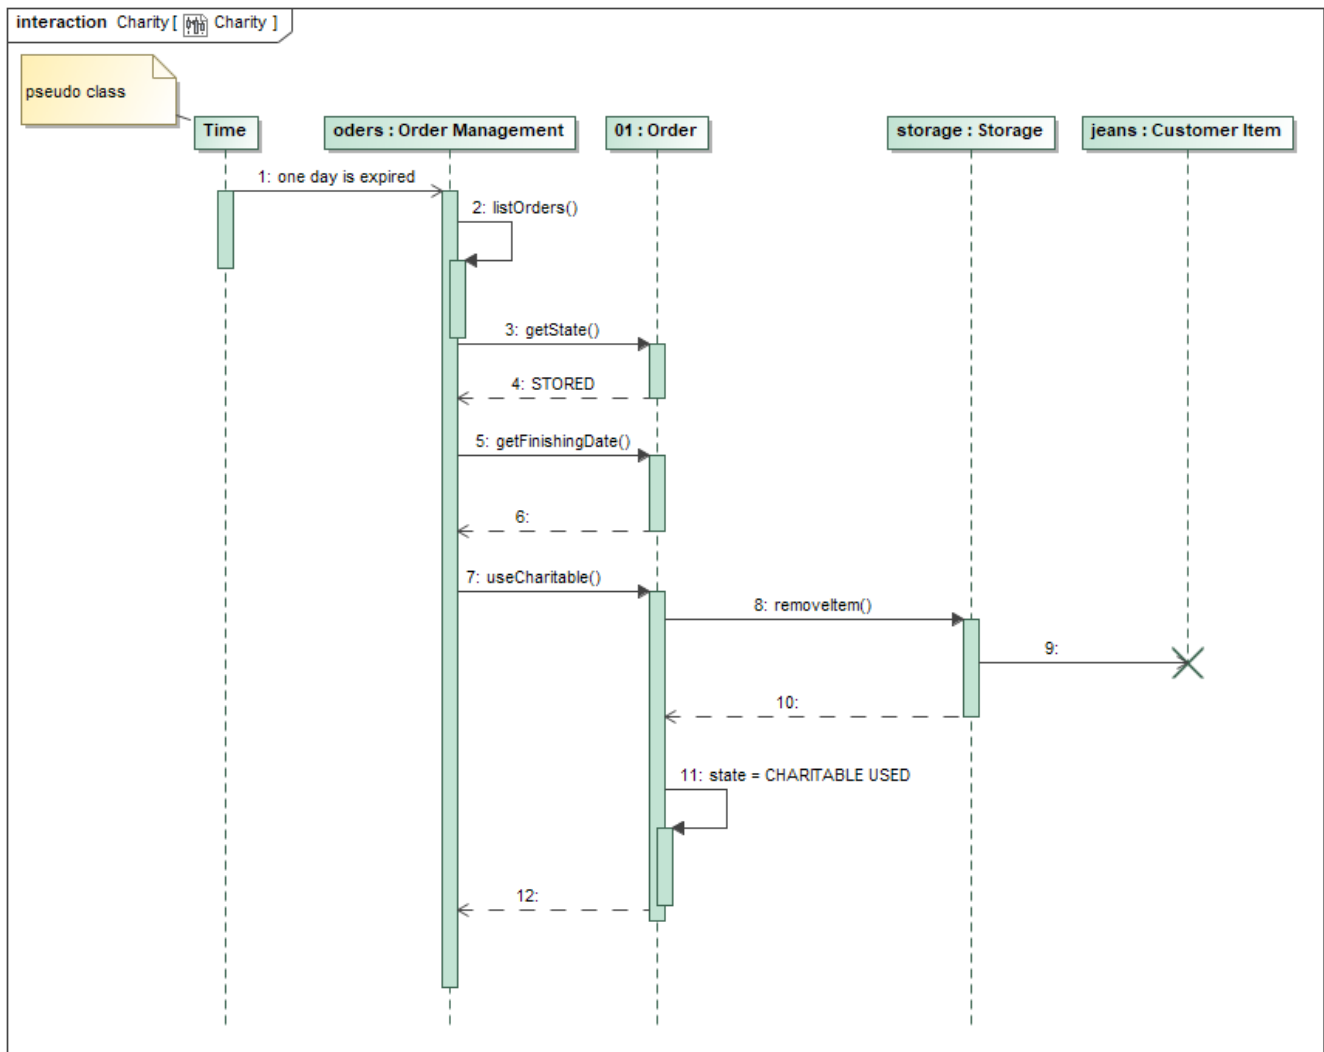 interaction Charity [ Charity ]
pseudo class
Time
oders : Order Management
01 : Order
storage : Storage
jeans : Customer Item
1: one day is expired
2: listOrders()
3: getState()
4: STORED
5: getFinishingDate()
6:
7: useCharitable()
8: removeItem()
9:
10:
11: state = CHARITABLE USED
12: